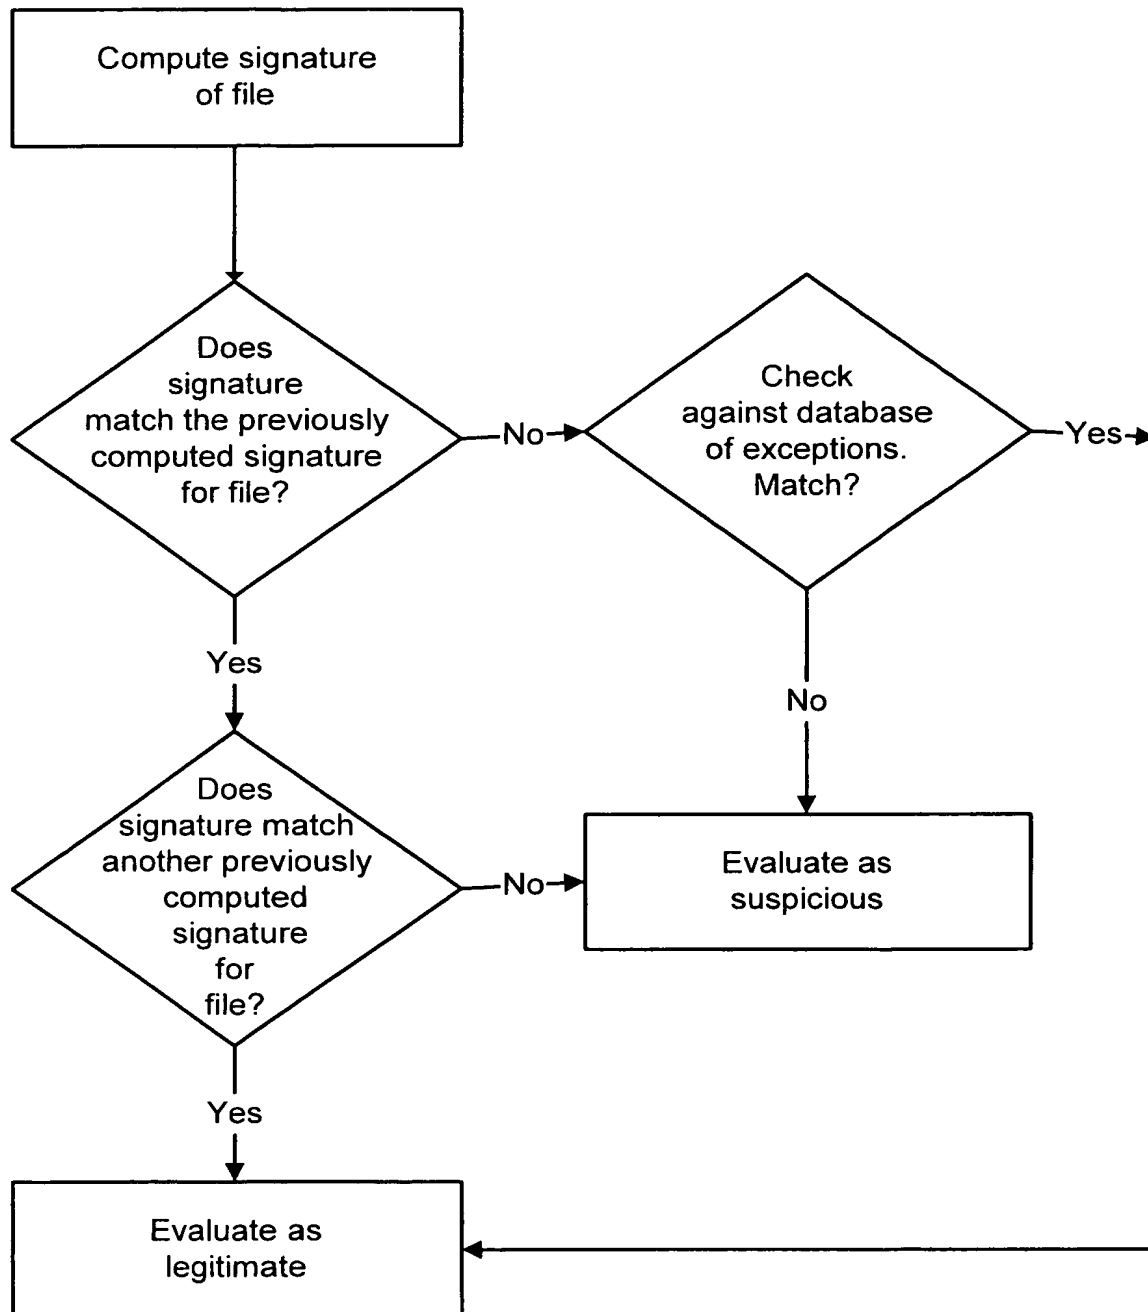 Compute signature
of file
Does
signature
match the previously
computed signature
for file?
No
Check
against database
of exceptions.
Match?
Yes
Yes
No
Does
signature match
another previously
computed
signature
for
file?
No
Evaluate as
suspicious
Yes
Evaluate as
legitimate